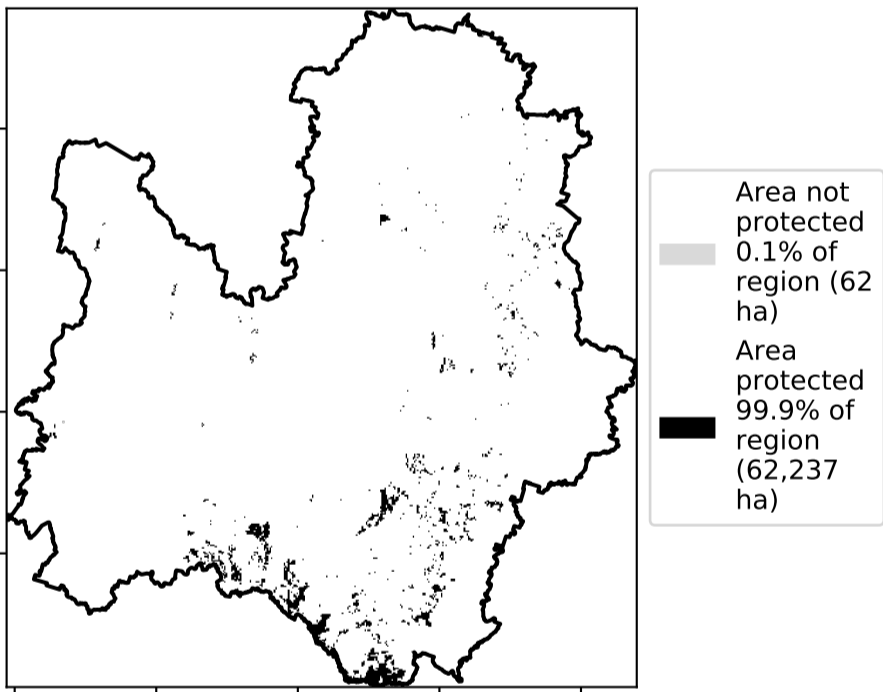 Area not
protected
0.1% of
region (62
ha)
Area
protected
99.9% of
region
(62,237
ha)